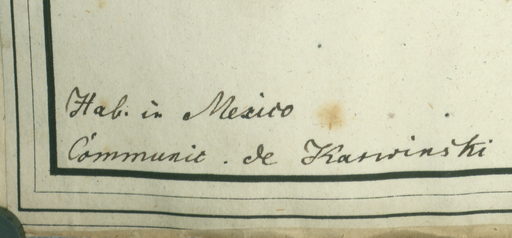 Hab. in Mexico
Communic. de Karwinski